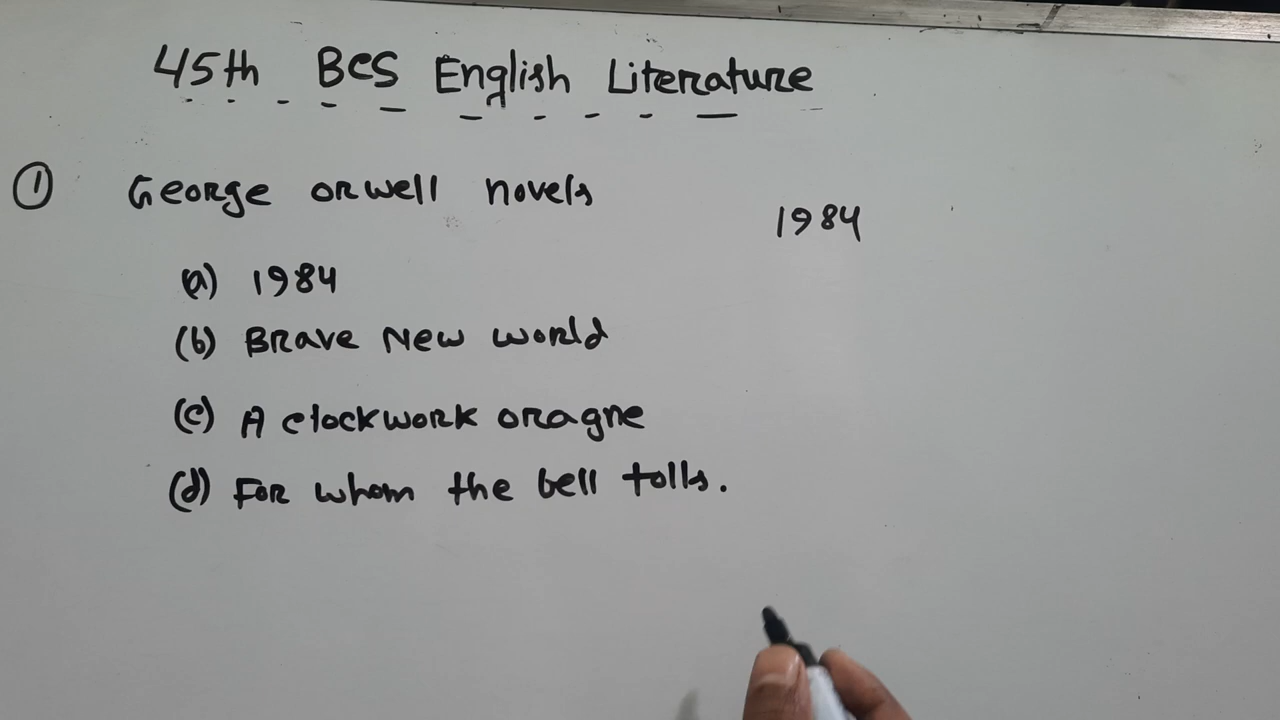 45th BCS English Literature
① George orwell novels
1984
(a) 1984
(b) Brave New world
(c) A clockwork oragne
(d) For whom the bell tolls.